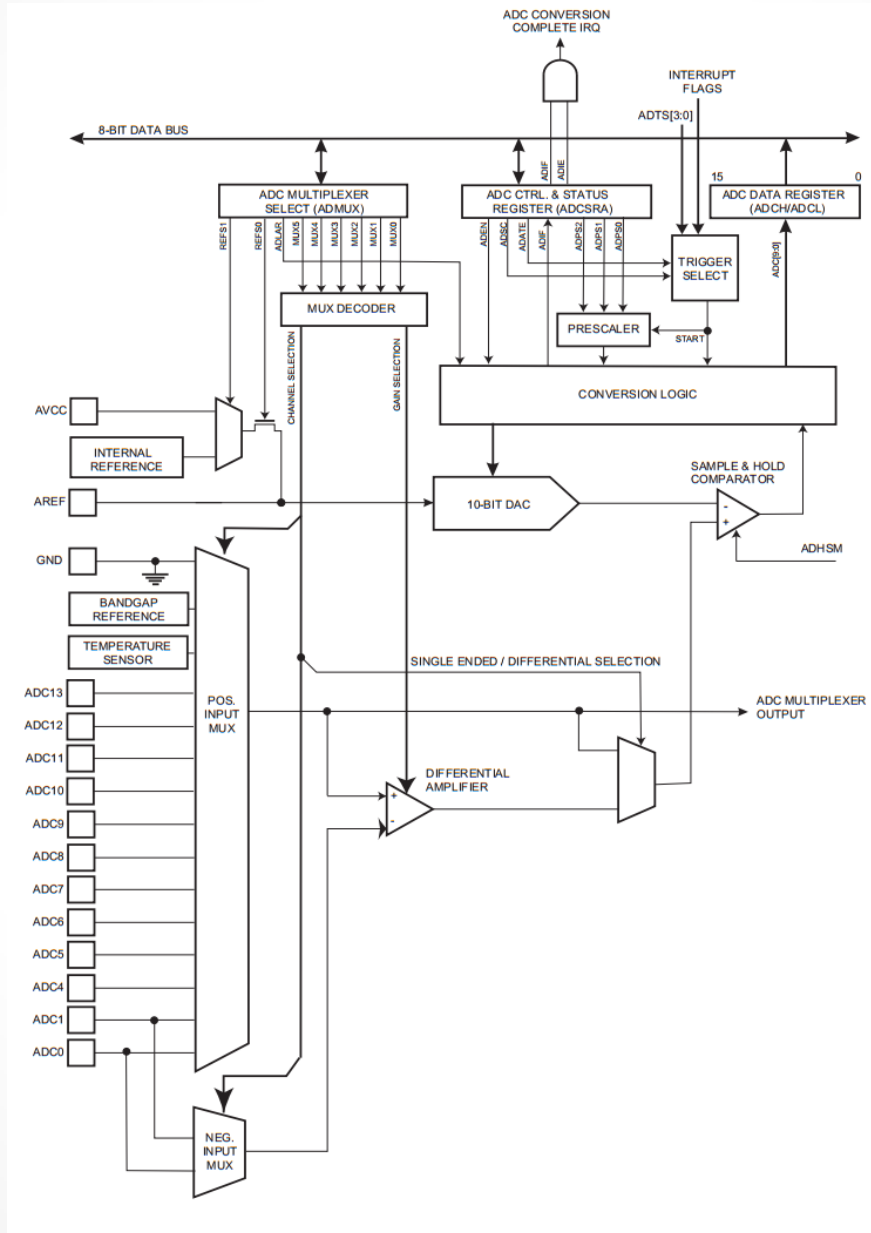 ADC CONVERSION
COMPLETE IRQ
INTERRUPT
FLAGS
ADTS[3:0]
8-BIT DATA BUS
ADIF
ADIE
15
0
ADC MULTIPLEXER
SELECT (ADMUX)
ADC CTRL. & STATUS
REGISTER (ADCSRA)
ADC DATA REGISTER
(ADCH/ADCL)
REFS1
REFS0
ADLAR
MUX5
MUX4
MUX3
MUX2
MUX1
MUX0
ADEN
ADSC
ADATE
ADIF
ADPS2
ADPS1
ADPS0
TRIGGER
SELECT
ADC[9:0]
MUX DECODER
PRESCALER
START
CHANNEL SELECTION
GAIN SELECTION
CONVERSION LOGIC
AVCC
INTERNAL
REFERENCE
AREF
SAMPLE & HOLD
COMPARATOR
10-BIT DAC
-
+
ADHSM
GND
BANDGAP
REFERENCE
TEMPERATURE
SENSOR
SINGLE ENDED / DIFFERENTIAL SELECTION
ADC13
POS.
INPUT
MUX
ADC MULTIPLEXER
OUTPUT
ADC12
ADC11
DIFFERENTIAL
AMPLIFIER
ADC10
+
-
ADC9
ADC8
ADC7
ADC6
ADC5
ADC4
ADC1
ADC0
NEG.
INPUT
MUX